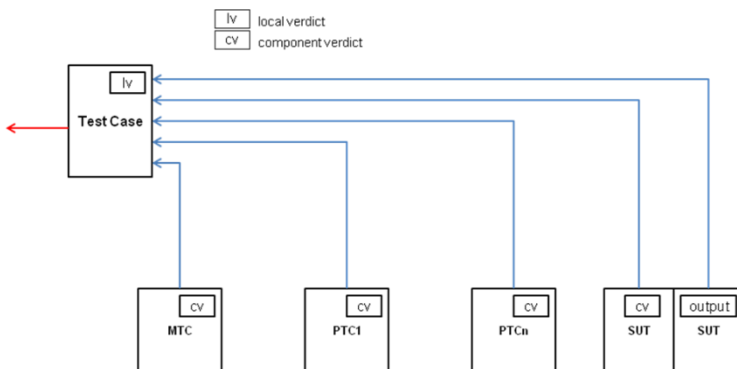 lv local verdict
cv component verdict
lv
Test Case
cv
MTC
cv
PTC1
cv
PTCn
cv
SUT
output
SUT